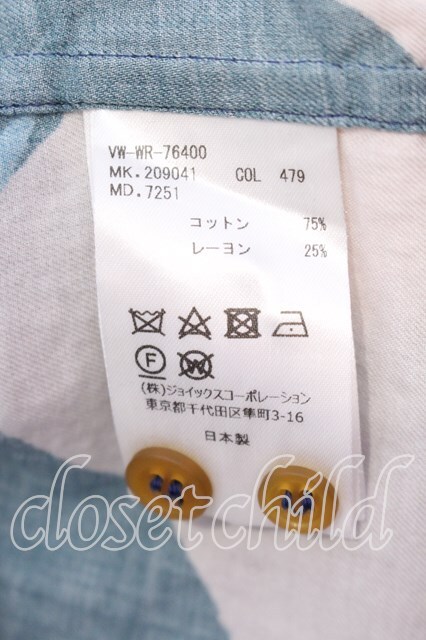 VW-WR-76400
MK.209041 COL 479
MD.7251
コットン 75%
レーヨン 25%
F
W
(株)ジョイックスコーポレーション
東京都千代田区隼町3-16
日本製
closetchild